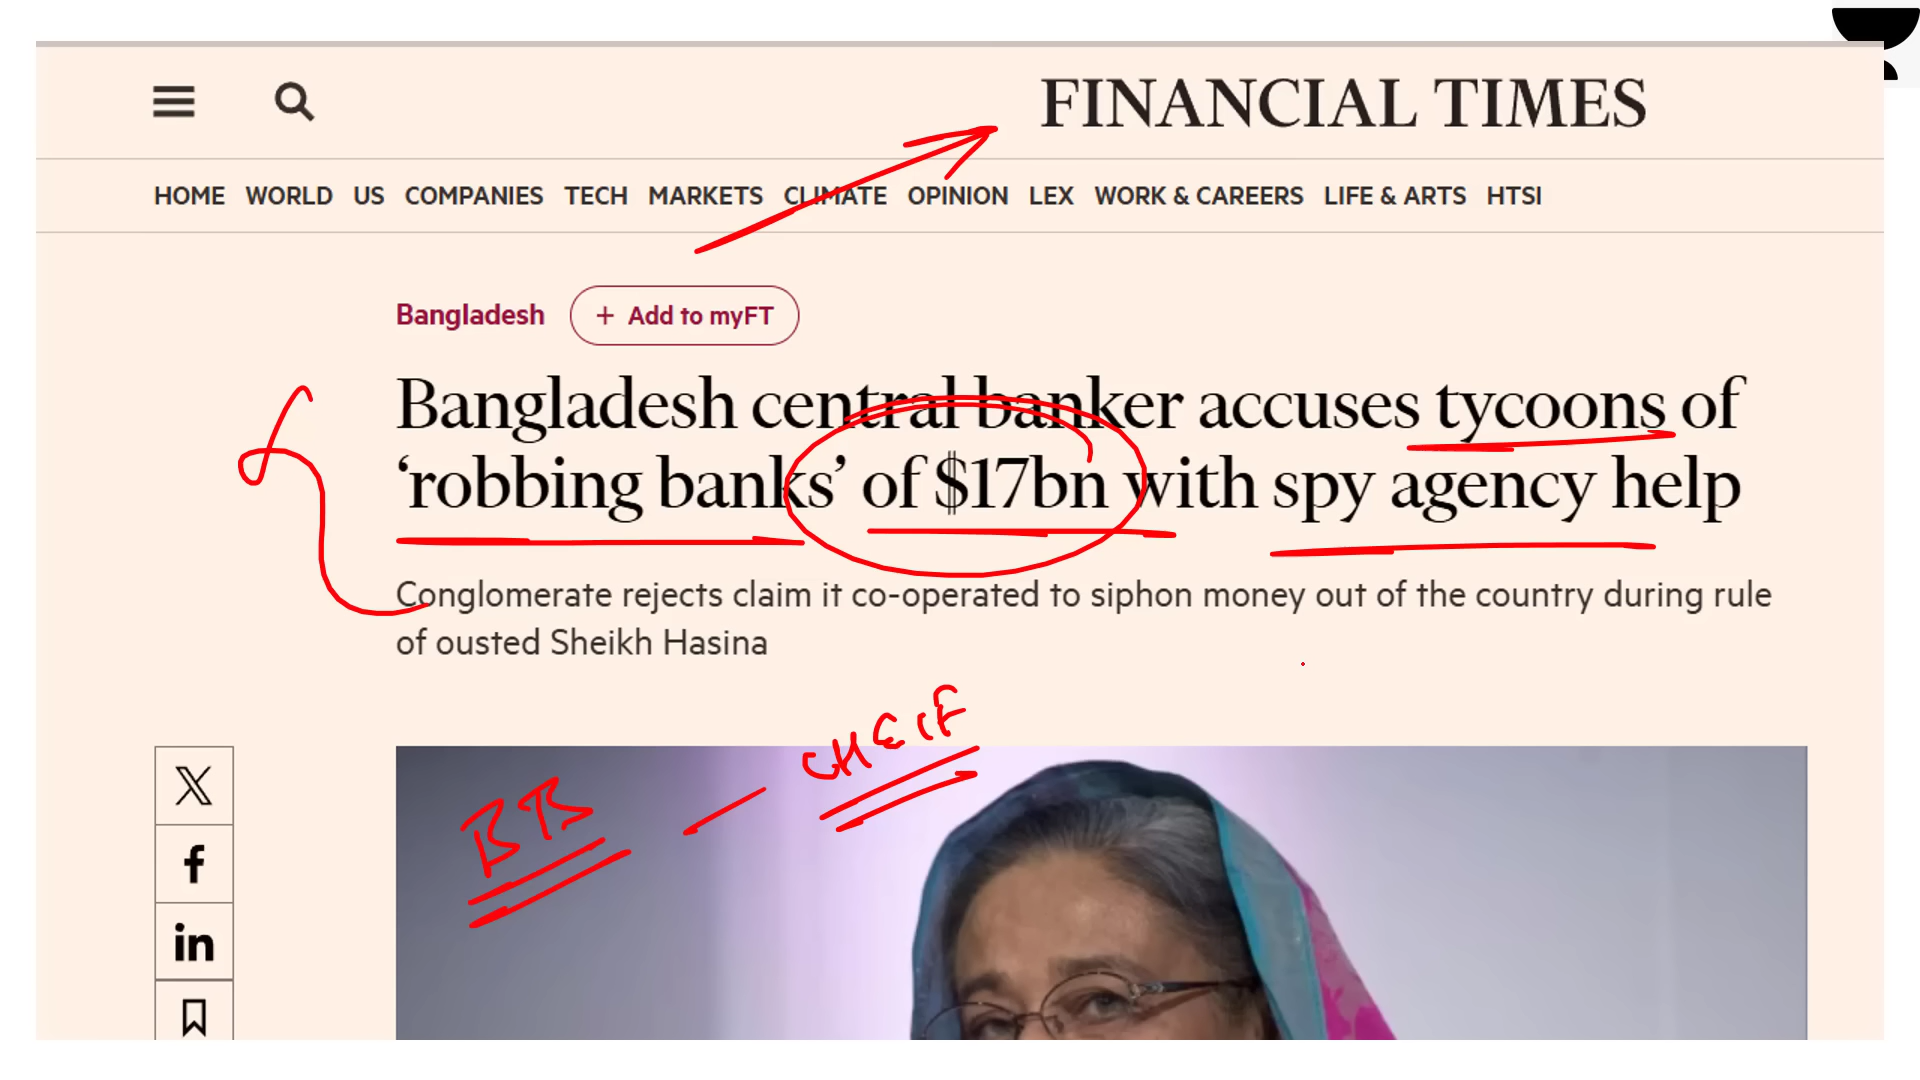 FINANCIAL TIMES
HOME WORLD US COMPANIES TECH MARKETS CLIMATE OPINION LEX WORK & CAREERS LIFE & ARTS HTSI
Bangladesh + Add to myFT
Bangladesh central banker accuses tycoons of
‘robbing banks’ of $17bn with spy agency help
Conglomerate rejects claim it co-operated to siphon money out of the country during rule
of ousted Sheikh Hasina
BB — CHEIF
X
f
in